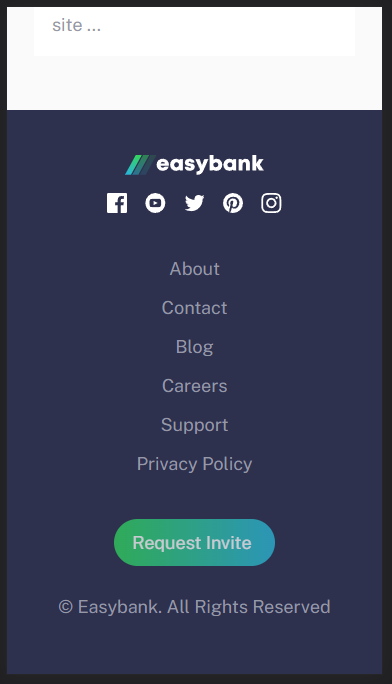 site ...
easybank
About
Contact
Blog
Careers
Support
Privacy Policy
Request Invite
© Easybank. All Rights Reserved